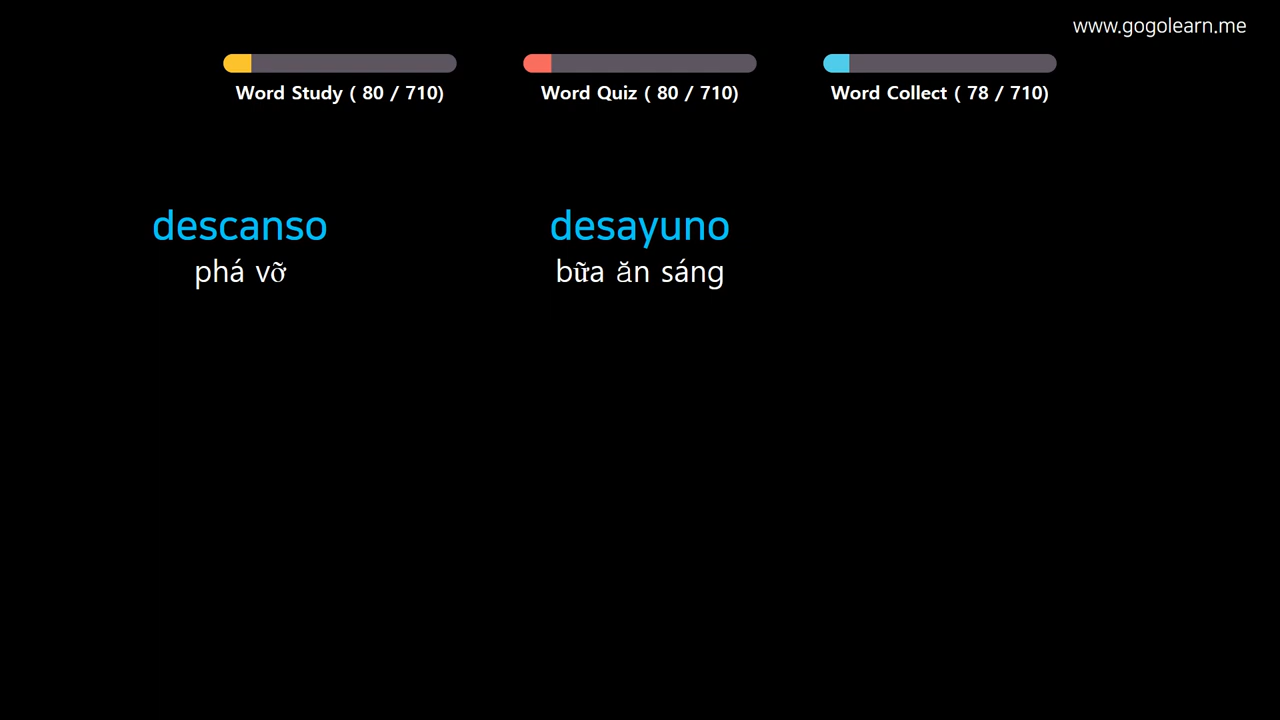 www.gogolearn.me
Word Study ( 80 / 710)
Word Quiz ( 80 / 710)
Word Collect ( 78 / 710)
descanso
phá vỡ
desayuno
bữa ăn sáng